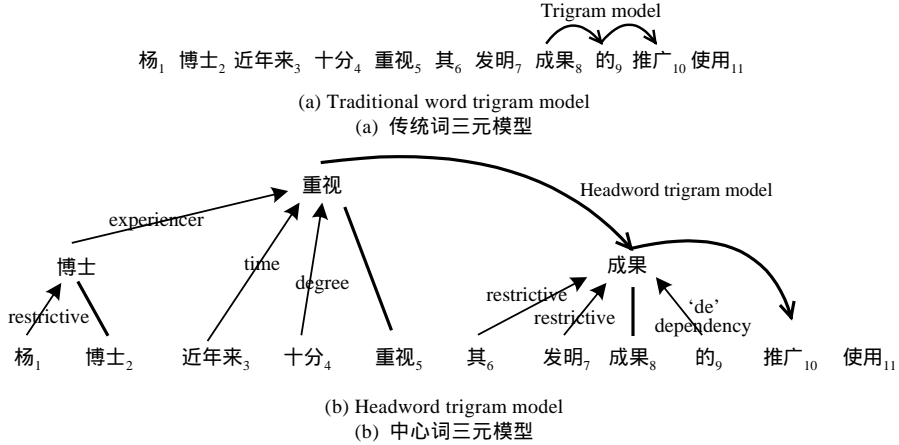 Trigram model
杨1 博士2 近年来3 十分4 重视5 其6 发明7 成果8 的9 推广10 使用11
(a) Traditional word trigram model
(a) 传统词三元模型
重视
Headword trigram model
experiencer
博士
time
成果
degree
restrictive
‘de’
restrictive
restrictive
dependency
杨1 博士2 近年来3 十分4 重视5 其6 发明7 成果8 的9 推广10 使用11
(b) Headword trigram model
(b) 中心词三元模型